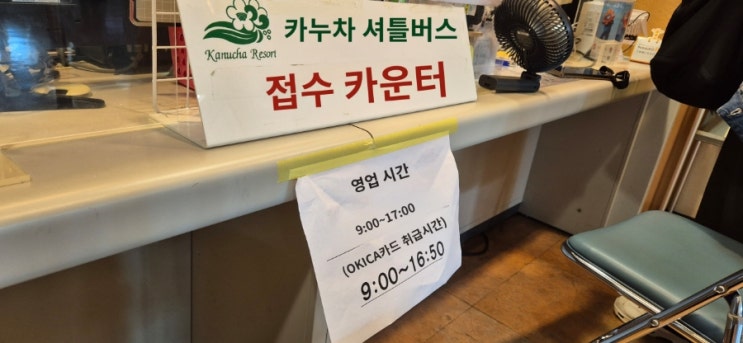 Kanucha Resort
카누차 셔틀버스
접수 카운터
영업 시간
9:00~17:00
(OKICA카드 취급시간)
9:00~16:50